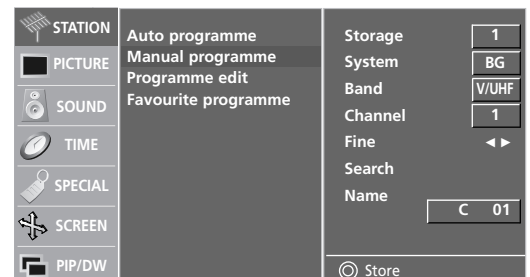 STATION
PICTURE
SOUND
TIME
SPECIAL
SCREEN
PIP/DW
Auto programme
Manual programme
Programme edit
Favourite programme
Storage 1
System BG
Band V/UHF
Channel 1
Fine ◄ ►
Search
Name
C 01
Store